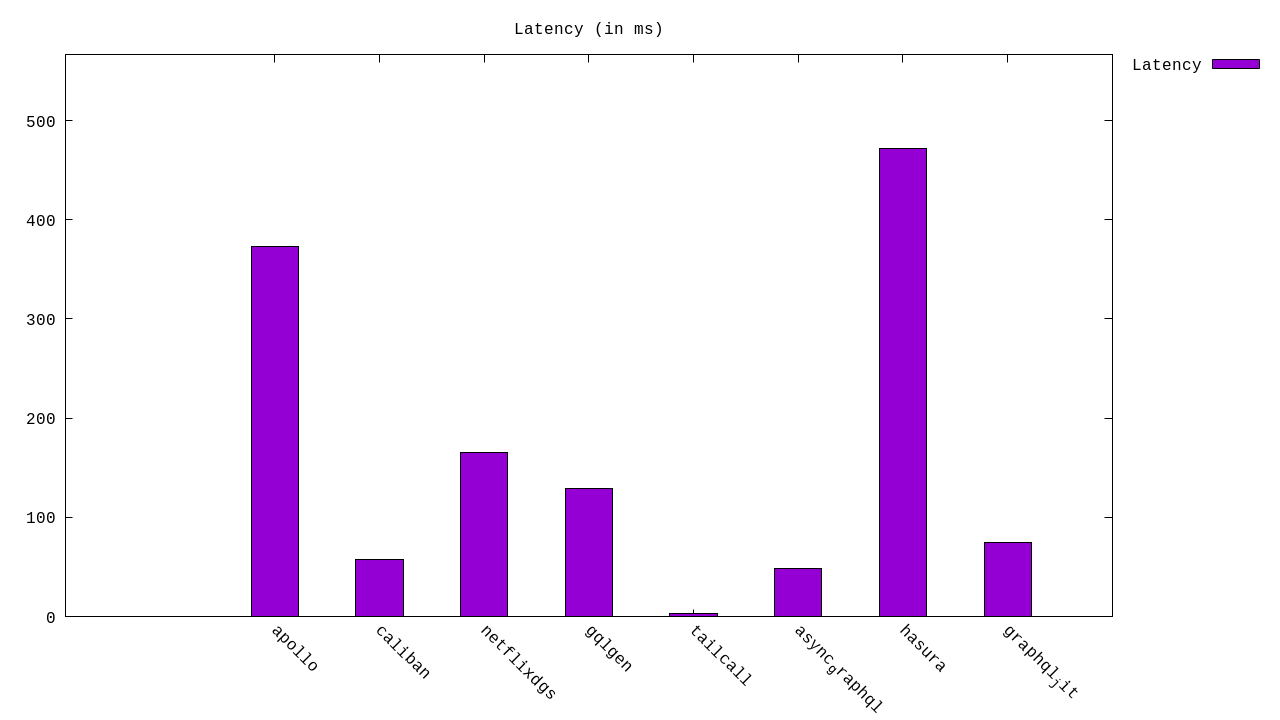 Latency (in ms)
Latency
500
400
300
200
100
0
apollo
caliban
netflixdgs
gqlgen
tailcall
async_graphql
hasura
graphql_jit